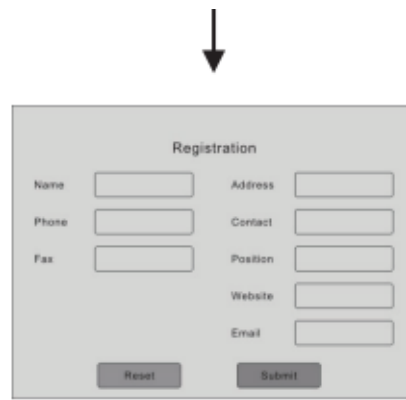 Registration
Name
Address
Phone
Contact
Fax
Position
Website
Email
Reset
Submit